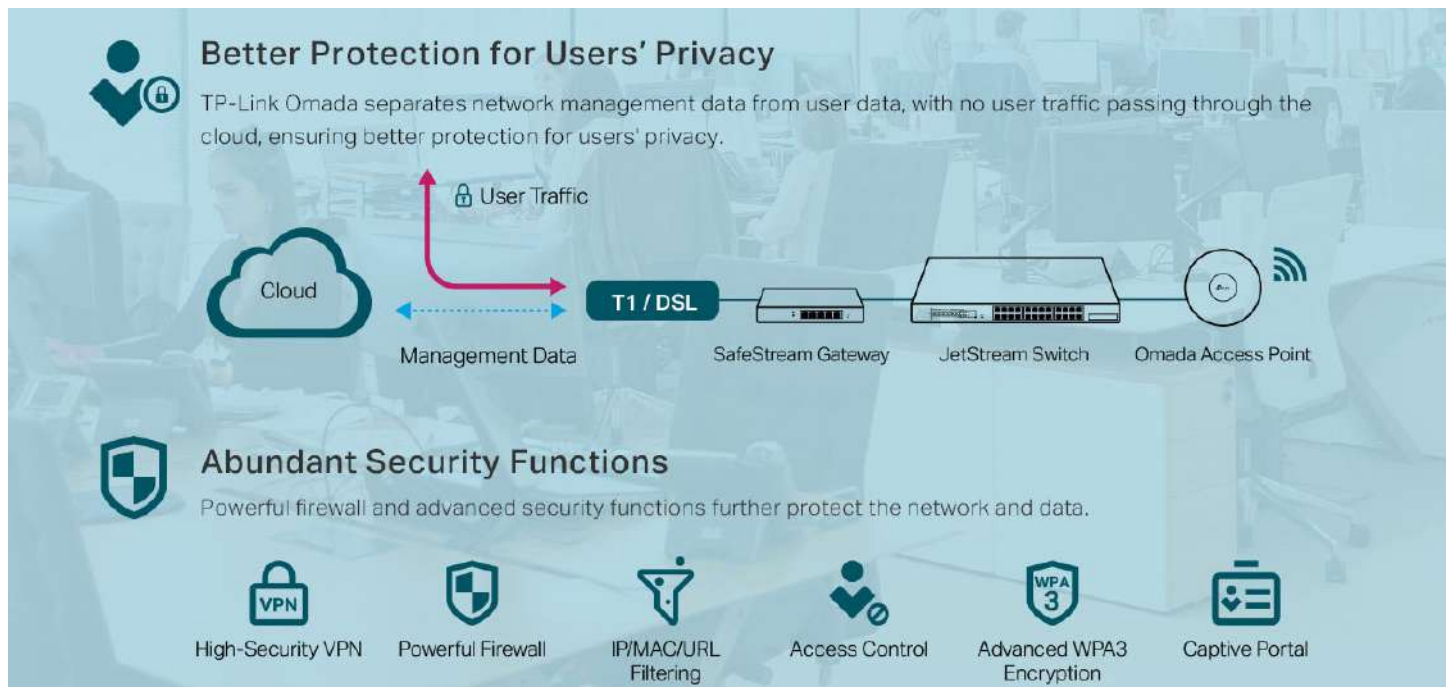 Better Protection for Users' Privacy
TP-Link Omada separates network management data from user data, with no user traffic passing through the
cloud, ensuring better protection for users' privacy.
User Traffic
Cloud
T1 / DSL
Management Data
SafeStream Gateway
JetStream Switch
Omada Access Point
Abundant Security Functions
Powerful firewall and advanced security functions further protect the network and data.
VPN
WPA
3
High-Security VPN
Powerful Firewall
IP/MAC/URL
Filtering
Access Control
Advanced WPA3
Encryption
Captive Portal